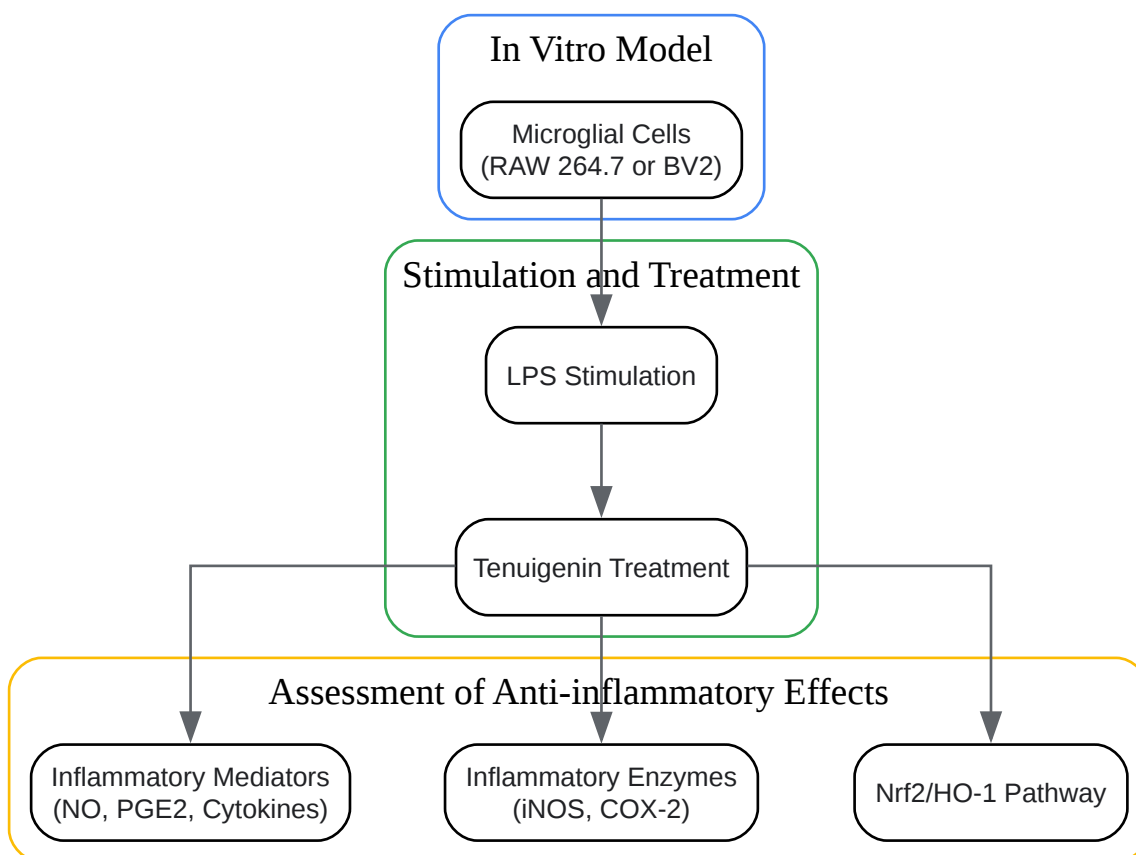 In Vitro Model
Microglial Cells
(RAW 264.7 or BV2)
Stimulation and Treatment
LPS Stimulation
Tenuigenin Treatment
Assessment of Anti-inflammatory Effects
Inflammatory Mediators
(NO, PGE2, Cytokines)
Inflammatory Enzymes
(iNOS, COX-2)
Nrf2/HO-1 Pathway